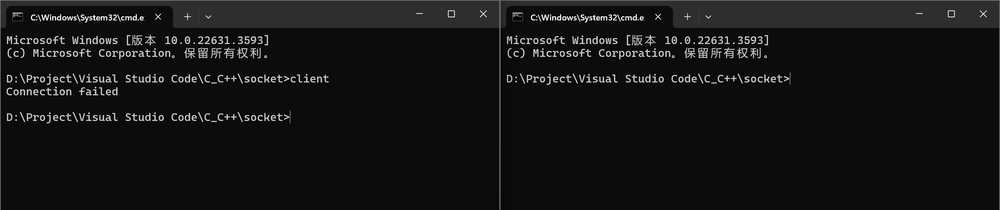 C:\Windows\System32\cmd.e
Microsoft Windows [版本 10.0.22631.3593]
(c) Microsoft Corporation。保留所有权利。
D:\Project\Visual Studio Code\C_C++\socket>client
Connection failed
D:\Project\Visual Studio Code\C_C++\socket>
C:\Windows\System32\cmd.e
Microsoft Windows [版本 10.0.22631.3593]
(c) Microsoft Corporation。保留所有权利。
D:\Project\Visual Studio Code\C_C++\socket>